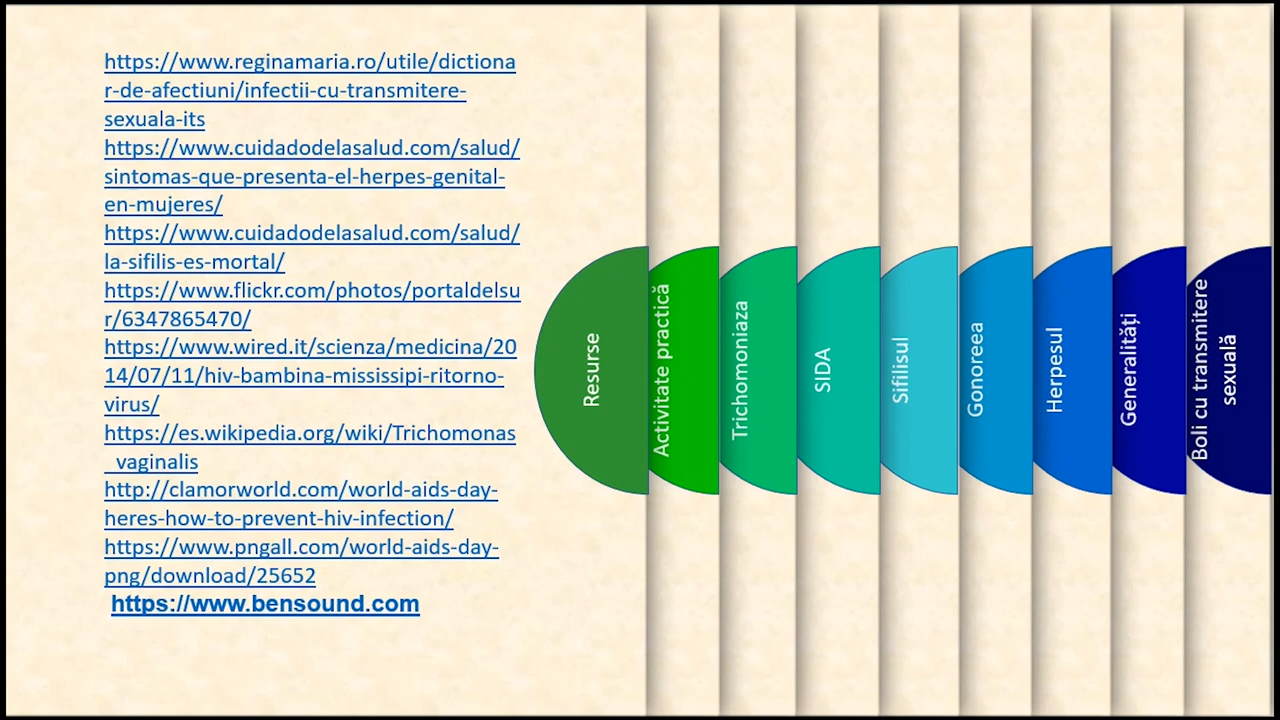 https://www.reginamaria.ro/utile/dictiona
r-de-afectiuni/infectii-cu-transmitere-
sexuala-its
https://www.cuidadodelasalud.com/salud/
sintomas-que-presenta-el-herpes-genital-
en-mujeres/
https://www.cuidadodelasalud.com/salud/
la-sifilis-es-mortal/
https://www.flickr.com/photos/portaldelsu
r/6347865470/
https://www.wired.it/scienza/medicina/20
14/07/11/hiv-bambina-mississipi-ritorno-
virus/
https://es.wikipedia.org/wiki/Trichomonas
_vaginalis
http://clamorworld.com/world-aids-day-
heres-how-to-prevent-hiv-infection/
https://www.pngall.com/world-aids-day-
png/download/25652
https://www.bensound.com
Resurse
Activitate practică
Trichomoniaza
SIDA
Sifilisul
Gonoreea
Herpesul
Generalități
Boli cu transmitere
sexuală